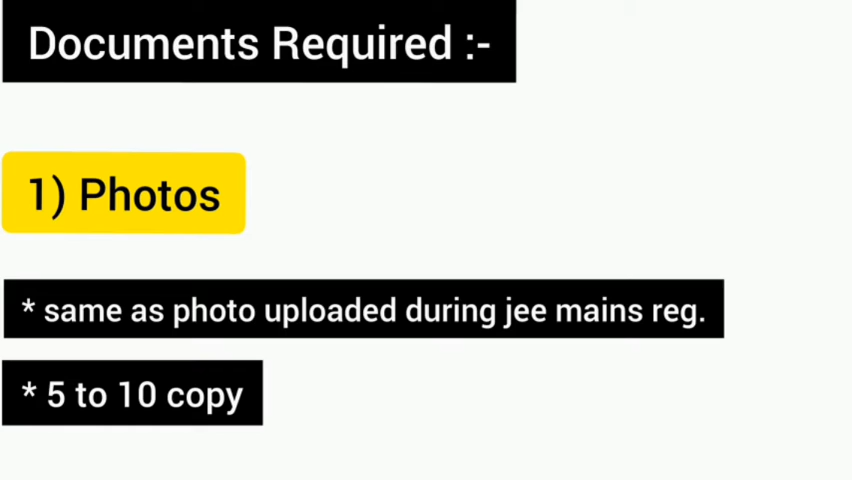 Documents Required :-
1) Photos
* same as photo uploaded during jee mains reg.
* 5 to 10 copy